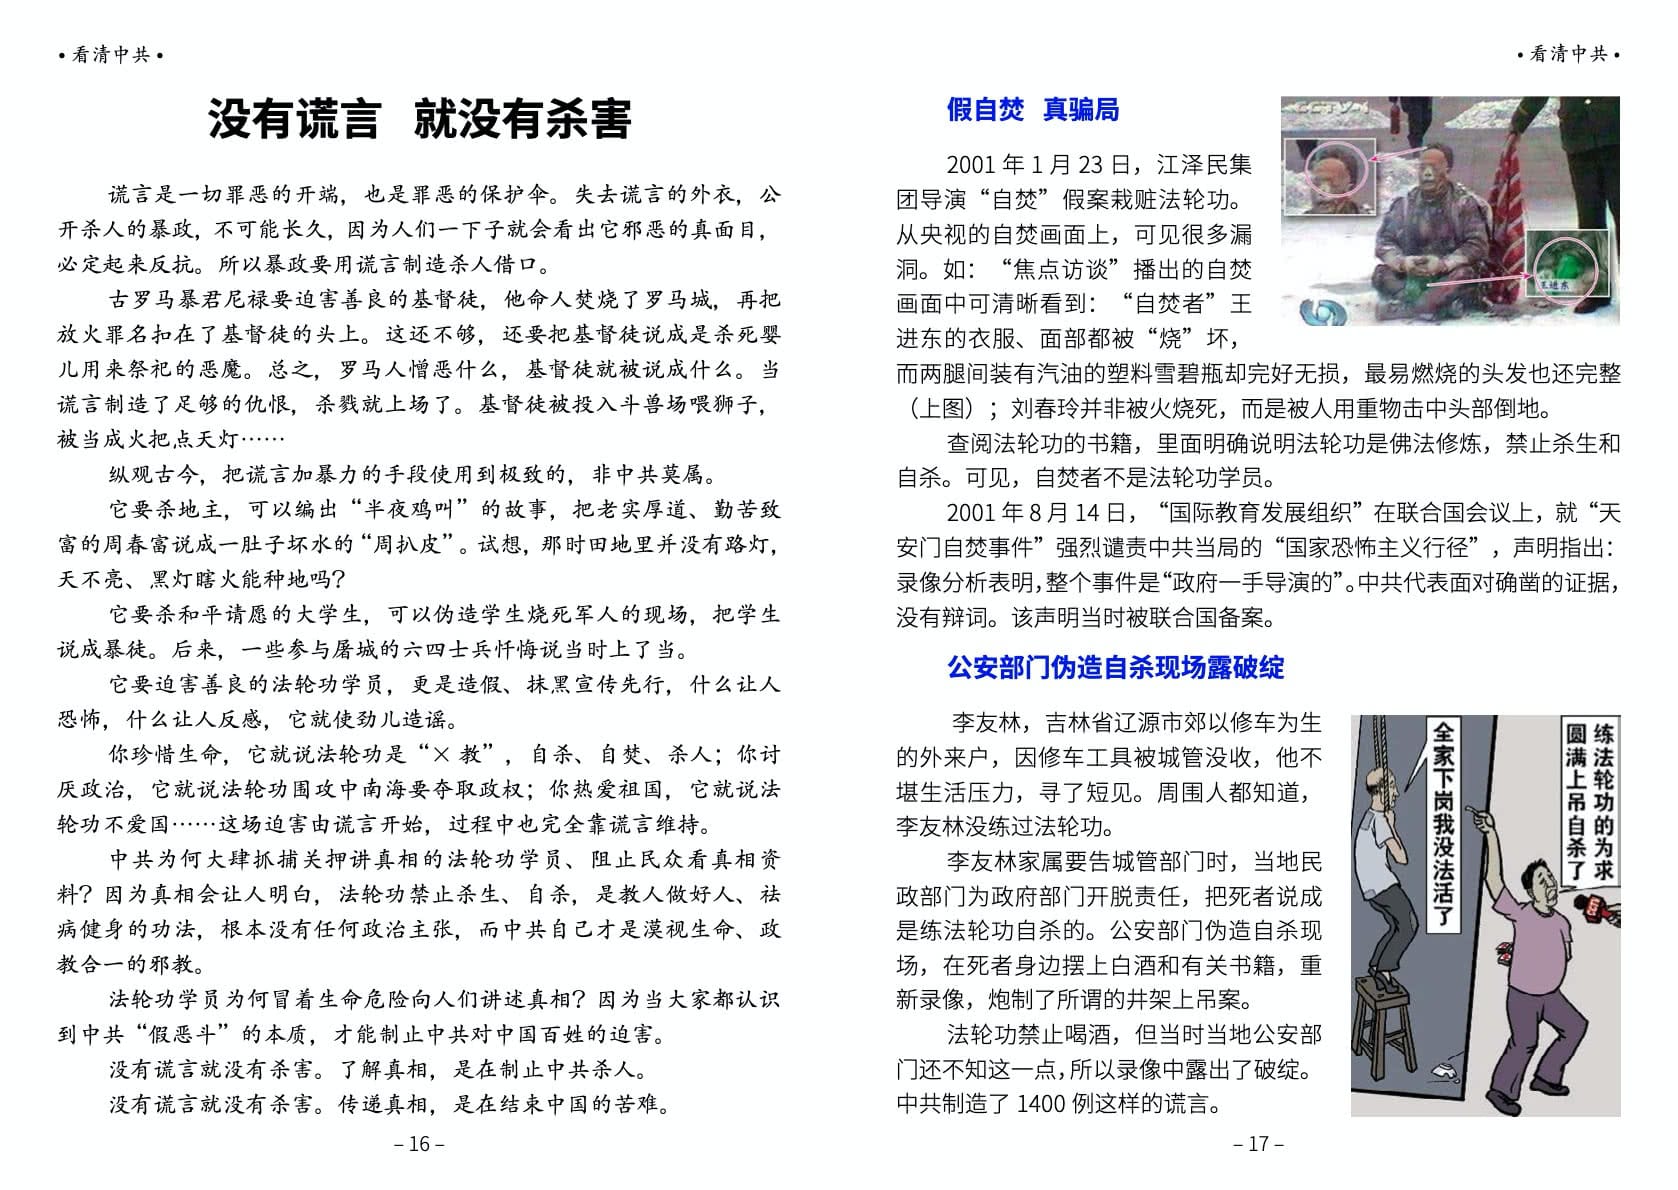 • 看清中共 •
没有谎言 就没有杀害
谎言是一切罪恶的开端，也是罪恶的保护伞。失去谎言的外衣，公
开杀人的暴政，不可能长久，因为人们一下子就会看出它邪恶的真面目，
必定起来反抗。所以暴政要用谎言制造杀人借口。
古罗马暴君尼禄要迫害善良的基督徒，他命人焚烧了罗马城，再把
放火罪名扣在了基督徒的头上。这还不够，还要把基督徒说成是杀死婴
儿用来祭祀的恶魔。总之，罗马人憎恶什么，基督徒就被说成什么。当
谎言制造了足够的仇恨，杀戮就上场了。基督徒被投入斗兽场喂狮子，
被当成火把点天灯……
纵观古今，把谎言加暴力的手段使用到极致的，非中共莫属。
它要杀地主，可以编出“半夜鸡叫”的故事，把老实厚道、勤苦致
富的周春富说成一肚子坏水的“周扒皮”。试想，那时田地里并没有路灯，
天不亮、黑灯瞎火能种地吗？
它要杀和平请愿的大学生，可以伪造学生烧死军人的现场，把学生
说成暴徒。后来，一些参与屠城的六四士兵忏悔说当时上了当。
它要迫害善良的法轮功学员，更是造假、抹黑宣传先行，什么让人
恐怖，什么让人反感，它就使劲儿造谣。
你珍惜生命，它就说法轮功是“× 教”，自杀、自焚、杀人；你讨
厌政治，它就说法轮功围攻中南海要夺取政权；你热爱祖国，它就说法
轮功不爱国……这场迫害由谎言开始，过程中也完全靠谎言维持。
中共为何大肆抓捕关押讲真相的法轮功学员、阻止民众看真相资
料？因为真相会让人明白，法轮功禁止杀生、自杀，是教人做好人、祛
病健身的功法，根本没有任何政治主张，而中共自己才是漠视生命、政
教合一的邪教。
法轮功学员为何冒着生命危险向人们讲述真相？因为当大家都认识
到中共“假恶斗”的本质，才能制止中共对中国百姓的迫害。
没有谎言就没有杀害。了解真相，是在制止中共杀人。
没有谎言就没有杀害。传递真相，是在结束中国的苦难。
– 16 –
• 看清中共 •
假自焚 真骗局
2001 年 1 月 23 日，江泽民集
团导演“自焚”假案栽赃法轮功。
从央视的自焚画面上，可见很多漏
洞。如：“焦点访谈”播出的自焚
画面中可清晰看到：“自焚者”王
进东的衣服、面部都被“烧”坏，
而两腿间装有汽油的塑料雪碧瓶却完好无损，最易燃烧的头发也还完整
（上图）；刘春玲并非被火烧死，而是被人用重物击中头部倒地。
查阅法轮功的书籍，里面明确说明法轮功是佛法修炼，禁止杀生和
自杀。可见，自焚者不是法轮功学员。
2001 年 8 月 14 日，“国际教育发展组织”在联合国会议上，就“天
安门自焚事件”强烈谴责中共当局的“国家恐怖主义行径”，声明指出：
录像分析表明，整个事件是“政府一手导演的”。中共代表面对确凿的证据，
没有辩词。该声明当时被联合国备案。
王进东
公安部门伪造自杀现场露破绽
李友林，吉林省辽源市郊以修车为生
的外来户，因修车工具被城管没收，他不
堪生活压力，寻了短见。周围人都知道，
李友林没练过法轮功。
李友林家属要告城管部门时，当地民
政部门为政府部门开脱责任，把死者说成
是练法轮功自杀的。公安部门伪造自杀现
场，在死者身边摆上白酒和有关书籍，重
新录像，炮制了所谓的井架上吊案。
法轮功禁止喝酒，但当时当地公安部
门还不知这一点，所以录像中露出了破绽。
中共制造了 1400 例这样的谎言。
全家下岗我没法活了
练法轮功的为求
圆满上吊自杀了
– 17 –